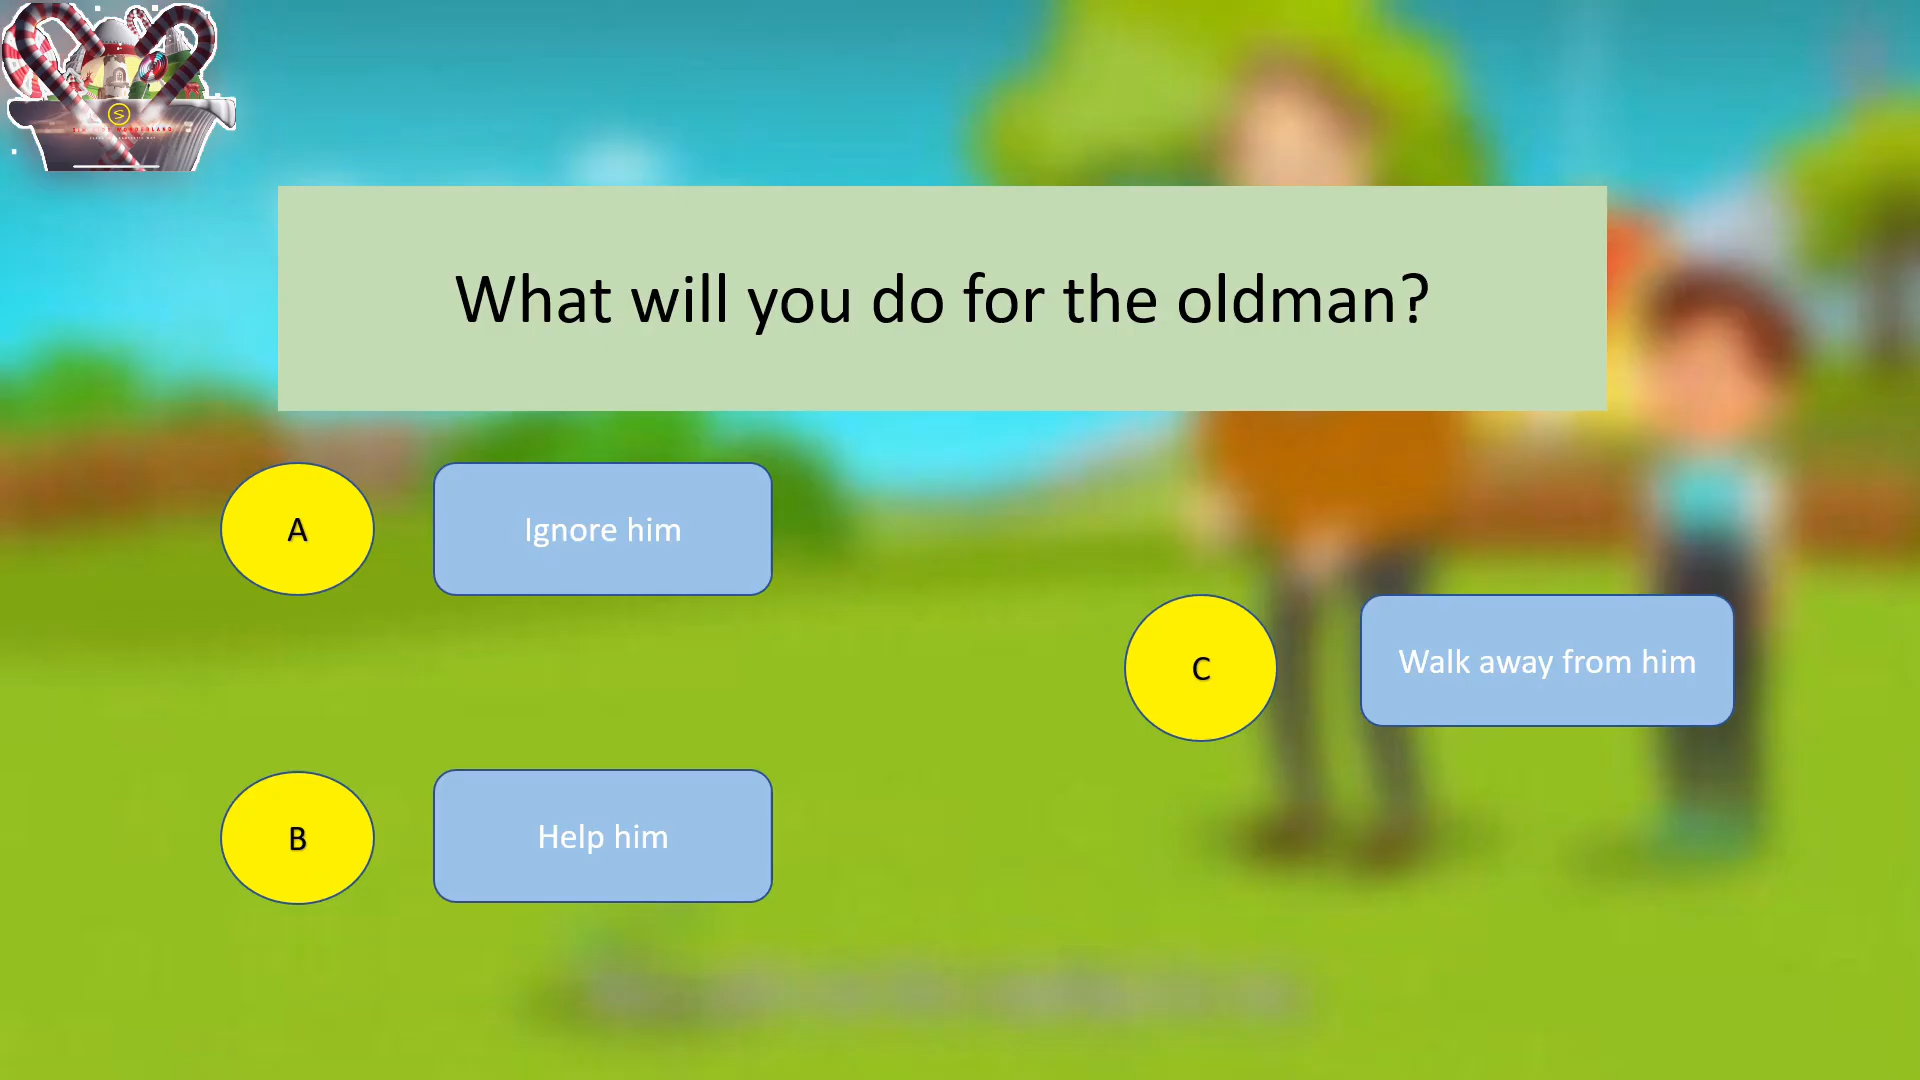 What will you do for the oldman?
A
Ignore him
B
Help him
C
Walk away from him